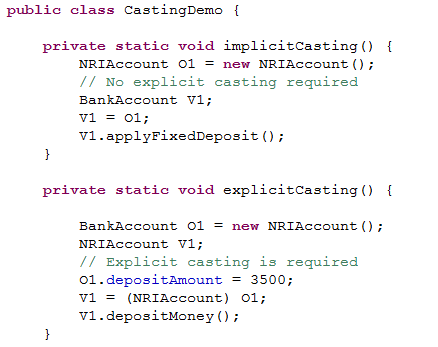 public class CastingDemo {
private static void implicitCasting() {
NRIAccount O1 = new NRIAccount();
// No explicit casting required
BankAccount V1;
V1 = O1;
V1.applyFixedDeposit();
}
private static void explicitCasting() {
BankAccount O1 = new NRIAccount();
NRIAccount V1;
// Explicit casting is required
O1.depositAmount = 3500;
V1 = (NRIAccount) O1;
V1.depositMoney();
}